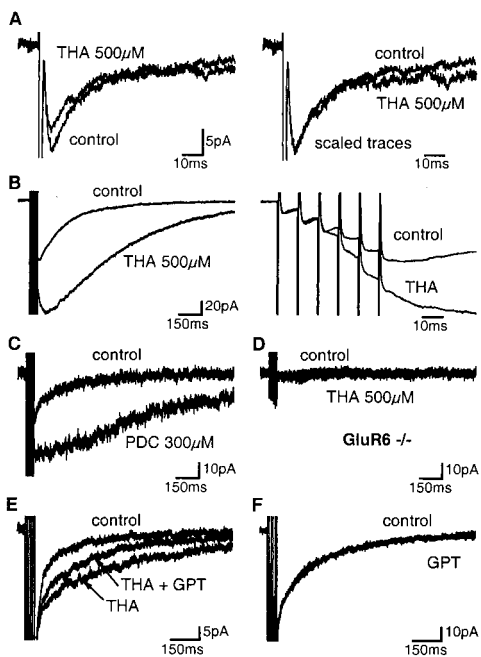 A
THA 500µM
control
5pA
10ms
control
THA 500µM
scaled traces
10ms
B
control
THA 500µM
20pA
150ms
control
THA
10ms
C
control
PDC 300µM
10pA
150ms
D
control
THA 500µM
GluR6 -/-
10pA
150ms
E
control
THA + GPT
THA
5pA
150ms
F
control
GPT
10pA
150ms